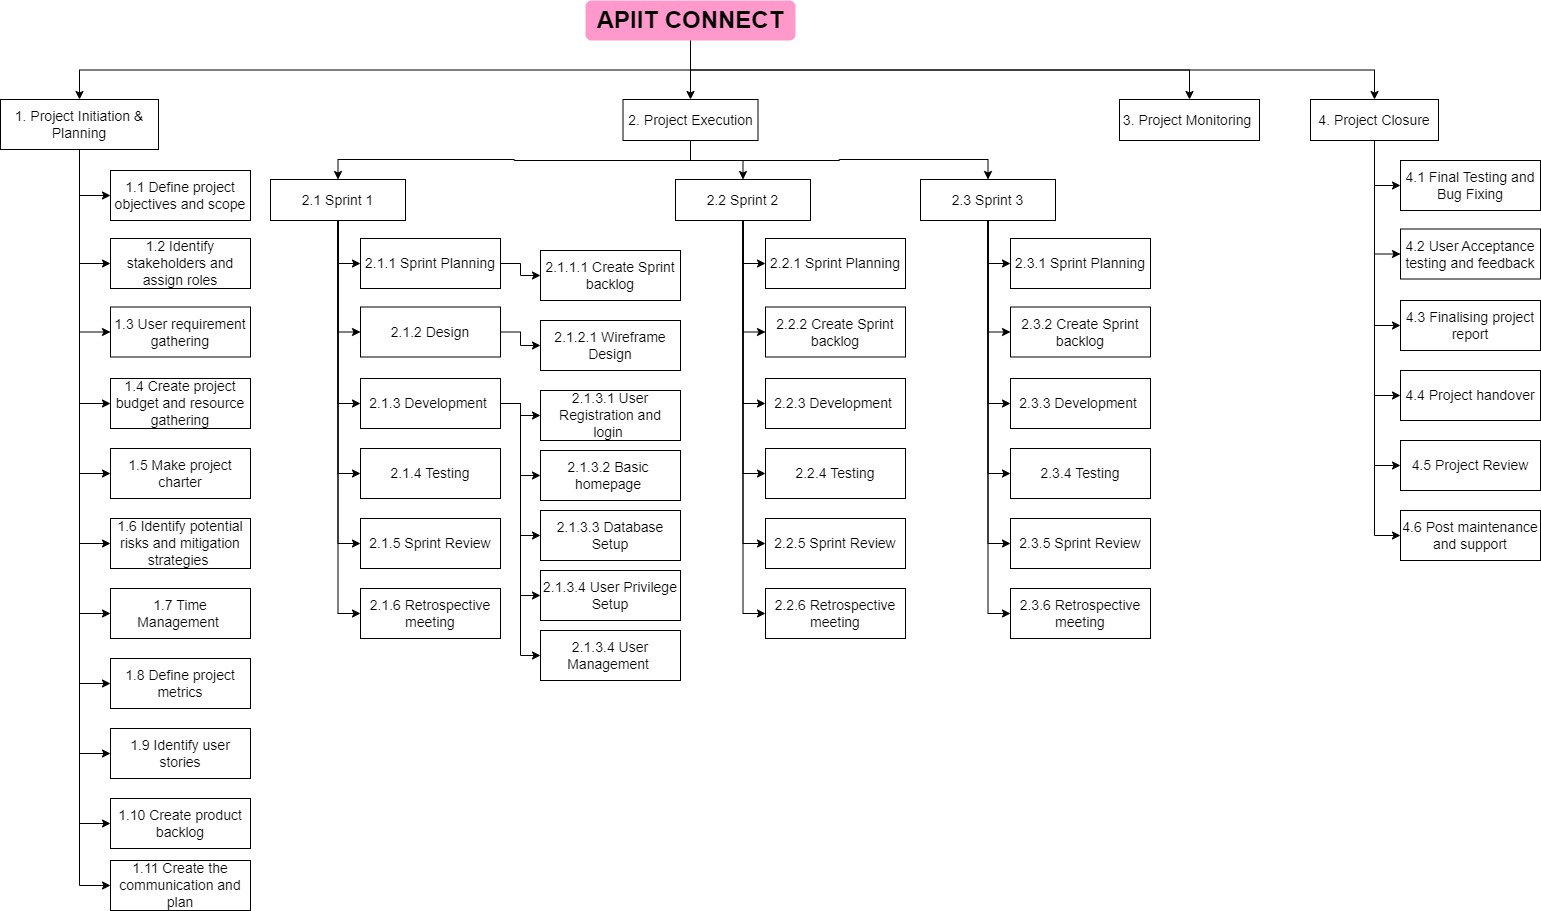 APIIT CONNECT
1. Project Initiation &
Planning
2. Project Execution
3. Project Monitoring
4. Project Closure
1.1 Define project
objectives and scope
1.2 Identify
stakeholders and
assign roles
1.3 User requirement
gathering
1.4 Create project
budget and resource
gathering
1.5 Make project
charter
1.6 Identify potential
risks and mitigation
strategies
1.7 Time
Management
1.8 Define project
metrics
1.9 Identify user
stories
1.10 Create product
backlog
1.11 Create the
communication and
plan
2.1 Sprint 1
2.1.1 Sprint Planning
2.1.1.1 Create Sprint
backlog
2.1.2 Design
2.1.2.1 Wireframe
Design
2.1.3 Development
2.1.3.1 User
Registration and
login
2.1.3.2 Basic
homepage
2.1.3.3 Database
Setup
2.1.3.4 User Privilege
Setup
2.1.3.4 User
Management
2.1.4 Testing
2.1.5 Sprint Review
2.1.6 Retrospective
meeting
2.2 Sprint 2
2.2.1 Sprint Planning
2.2.2 Create Sprint
backlog
2.2.3 Development
2.2.4 Testing
2.2.5 Sprint Review
2.2.6 Retrospective
meeting
2.3 Sprint 3
2.3.1 Sprint Planning
2.3.2 Create Sprint
backlog
2.3.3 Development
2.3.4 Testing
2.3.5 Sprint Review
2.3.6 Retrospective
meeting
4.1 Final Testing and
Bug Fixing
4.2 User Acceptance
testing and feedback
4.3 Finalising project
report
4.4 Project handover
4.5 Project Review
4.6 Post maintenance
and support